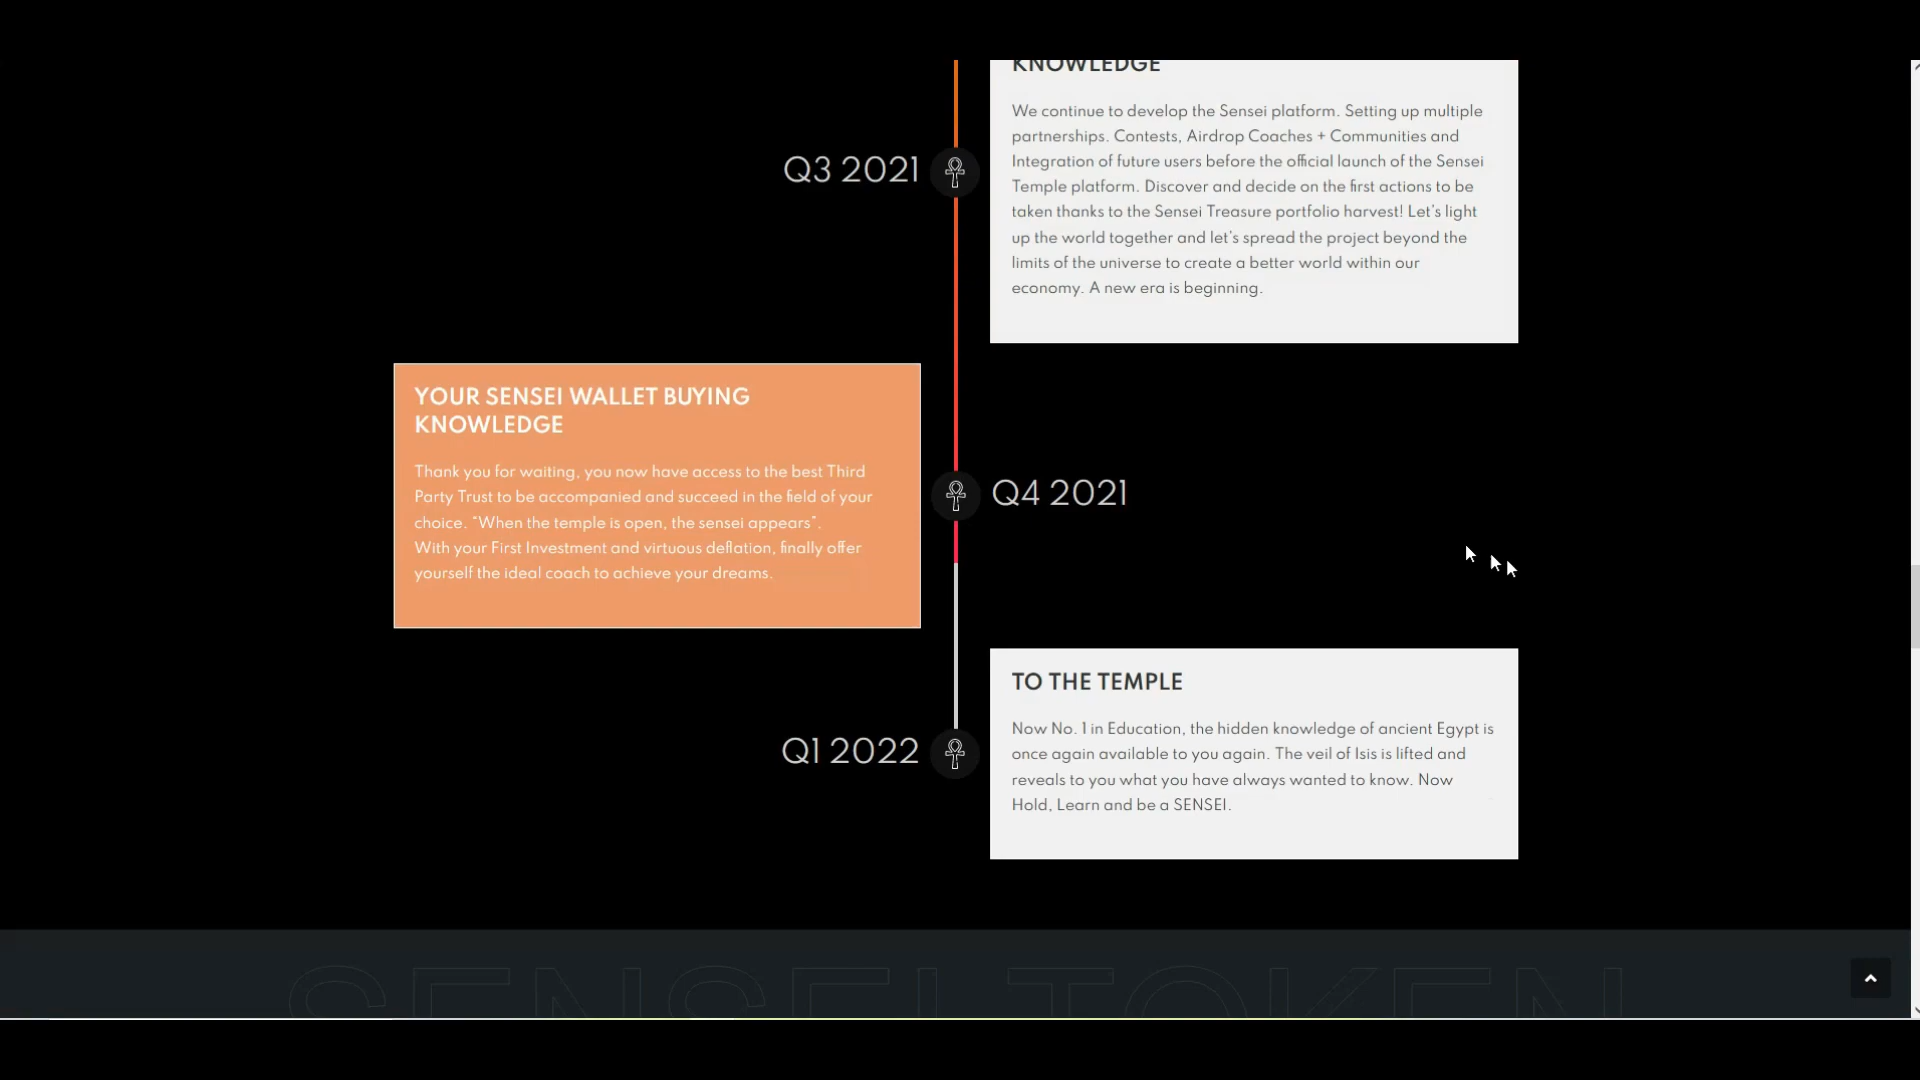 KNOWLEDGE
We continue to develop the Sensei platform. Setting up multiple
partnerships. Contests, Airdrop Coaches + Communities and
Integration of future users before the official launch of the Sensei
Temple platform. Discover and decide on the first actions to be
taken thanks to the Sensei Treasure portfolio harvest! Let's light
up the world together and let's spread the project beyond the
limits of the universe to create a better world within our
economy. A new era is beginning.
Q3 2021
YOUR SENSEI WALLET BUYING
KNOWLEDGE
Thank you for waiting, you now have access to the best Third
Party Trust to be accompanied and succeed in the field of your
choice. "When the temple is open, the sensei appears".
With your First Investment and virtuous deflation, finally offer
yourself the ideal coach to achieve your dreams.
Q4 2021
TO THE TEMPLE
Now No. 1 in Education, the hidden knowledge of ancient Egypt is
once again available to you again. The veil of Isis is lifted and
reveals to you what you have always wanted to know. Now
Hold, Learn and be a SENSEI.
Q1 2022
SENSEI TOKEN